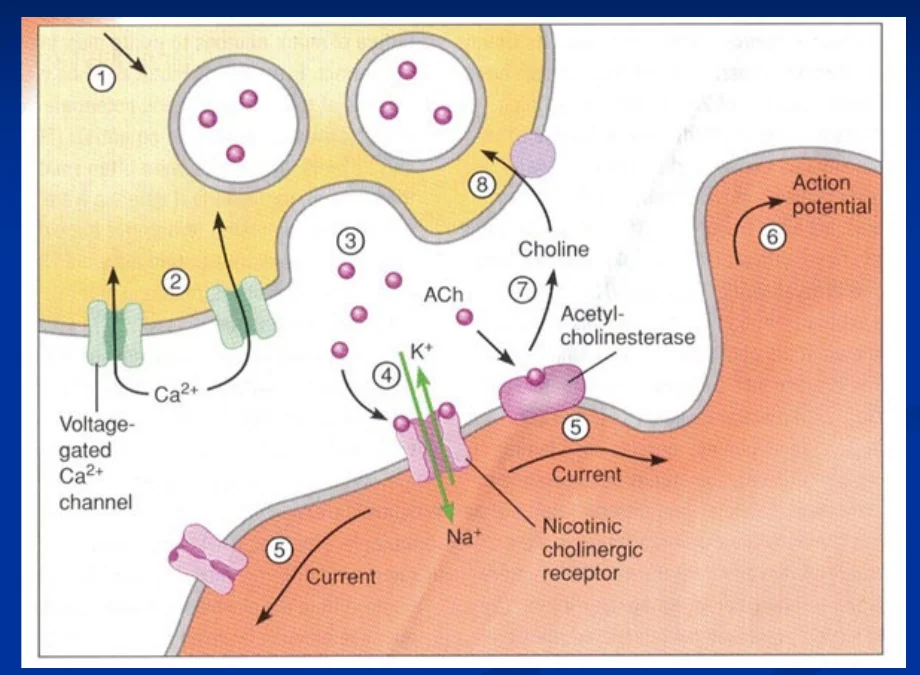 1
2
3
4
5
5
6
7
8
Action
potential
Choline
ACh
Acetyl-
cholinesterase
K⁺
Ca²⁺
Voltage-
gated
Ca²⁺
channel
Current
Na⁺
Nicotinic
cholinergic
receptor
Current